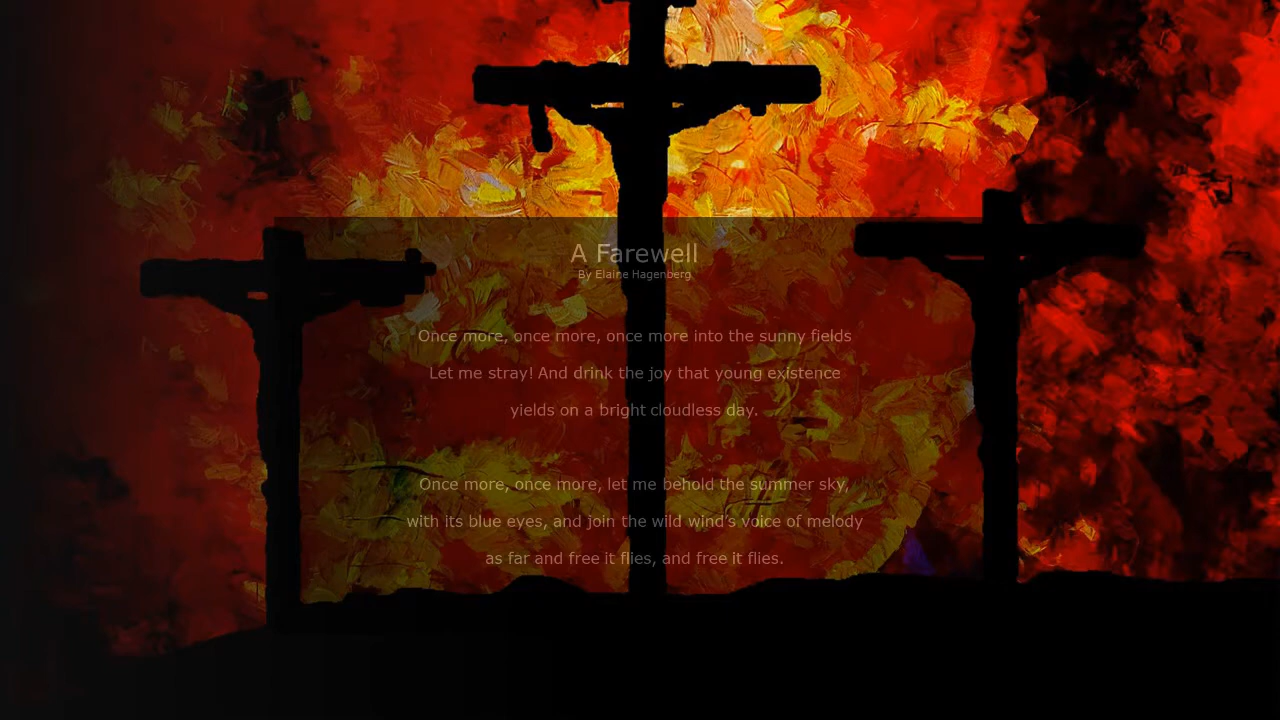 A Farewell
By Elaine Hagenberg
Once more, once more, once more into the sunny fields
Let me stray! And drink the joy that young existence
yields on a bright cloudless day.
Once more, once more, let me behold the summer sky,
with its blue eyes, and join the wild wind’s voice of melody
as far and free it flies, and free it flies.